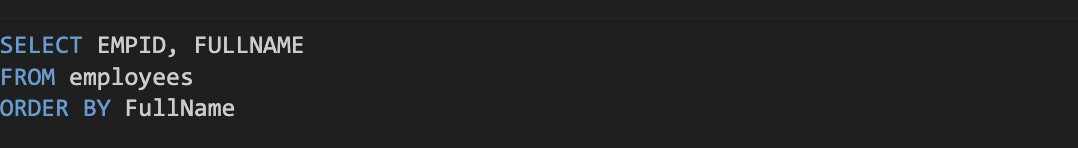 SELECT EMPID, FULLNAME
FROM employees
ORDER BY FullName